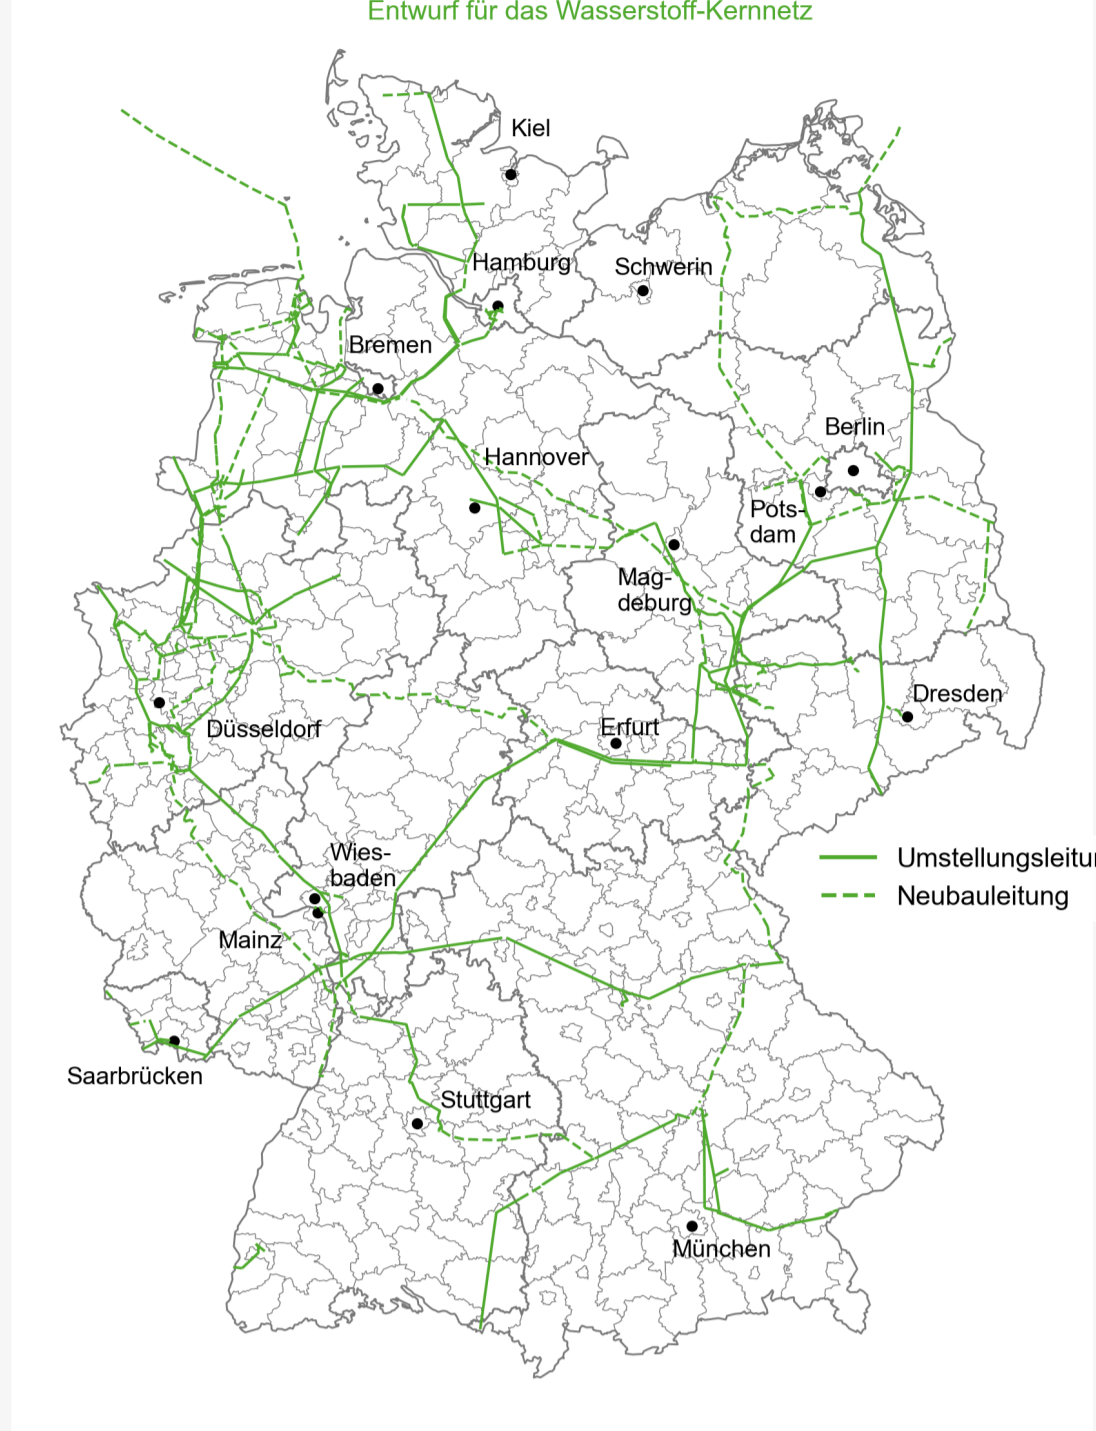 Entwurf für das Wasserstoff-Kernnetz
Kiel
Hamburg
Schwerin
Bremen
Berlin
Hannover
Pots-
dam
Mag-
deburg
Dresden
Düsseldorf
Erfurt
Wies-
baden
Umstellungsleitu
Neubauleitung
Mainz
Saarbrücken
Stuttgart
München